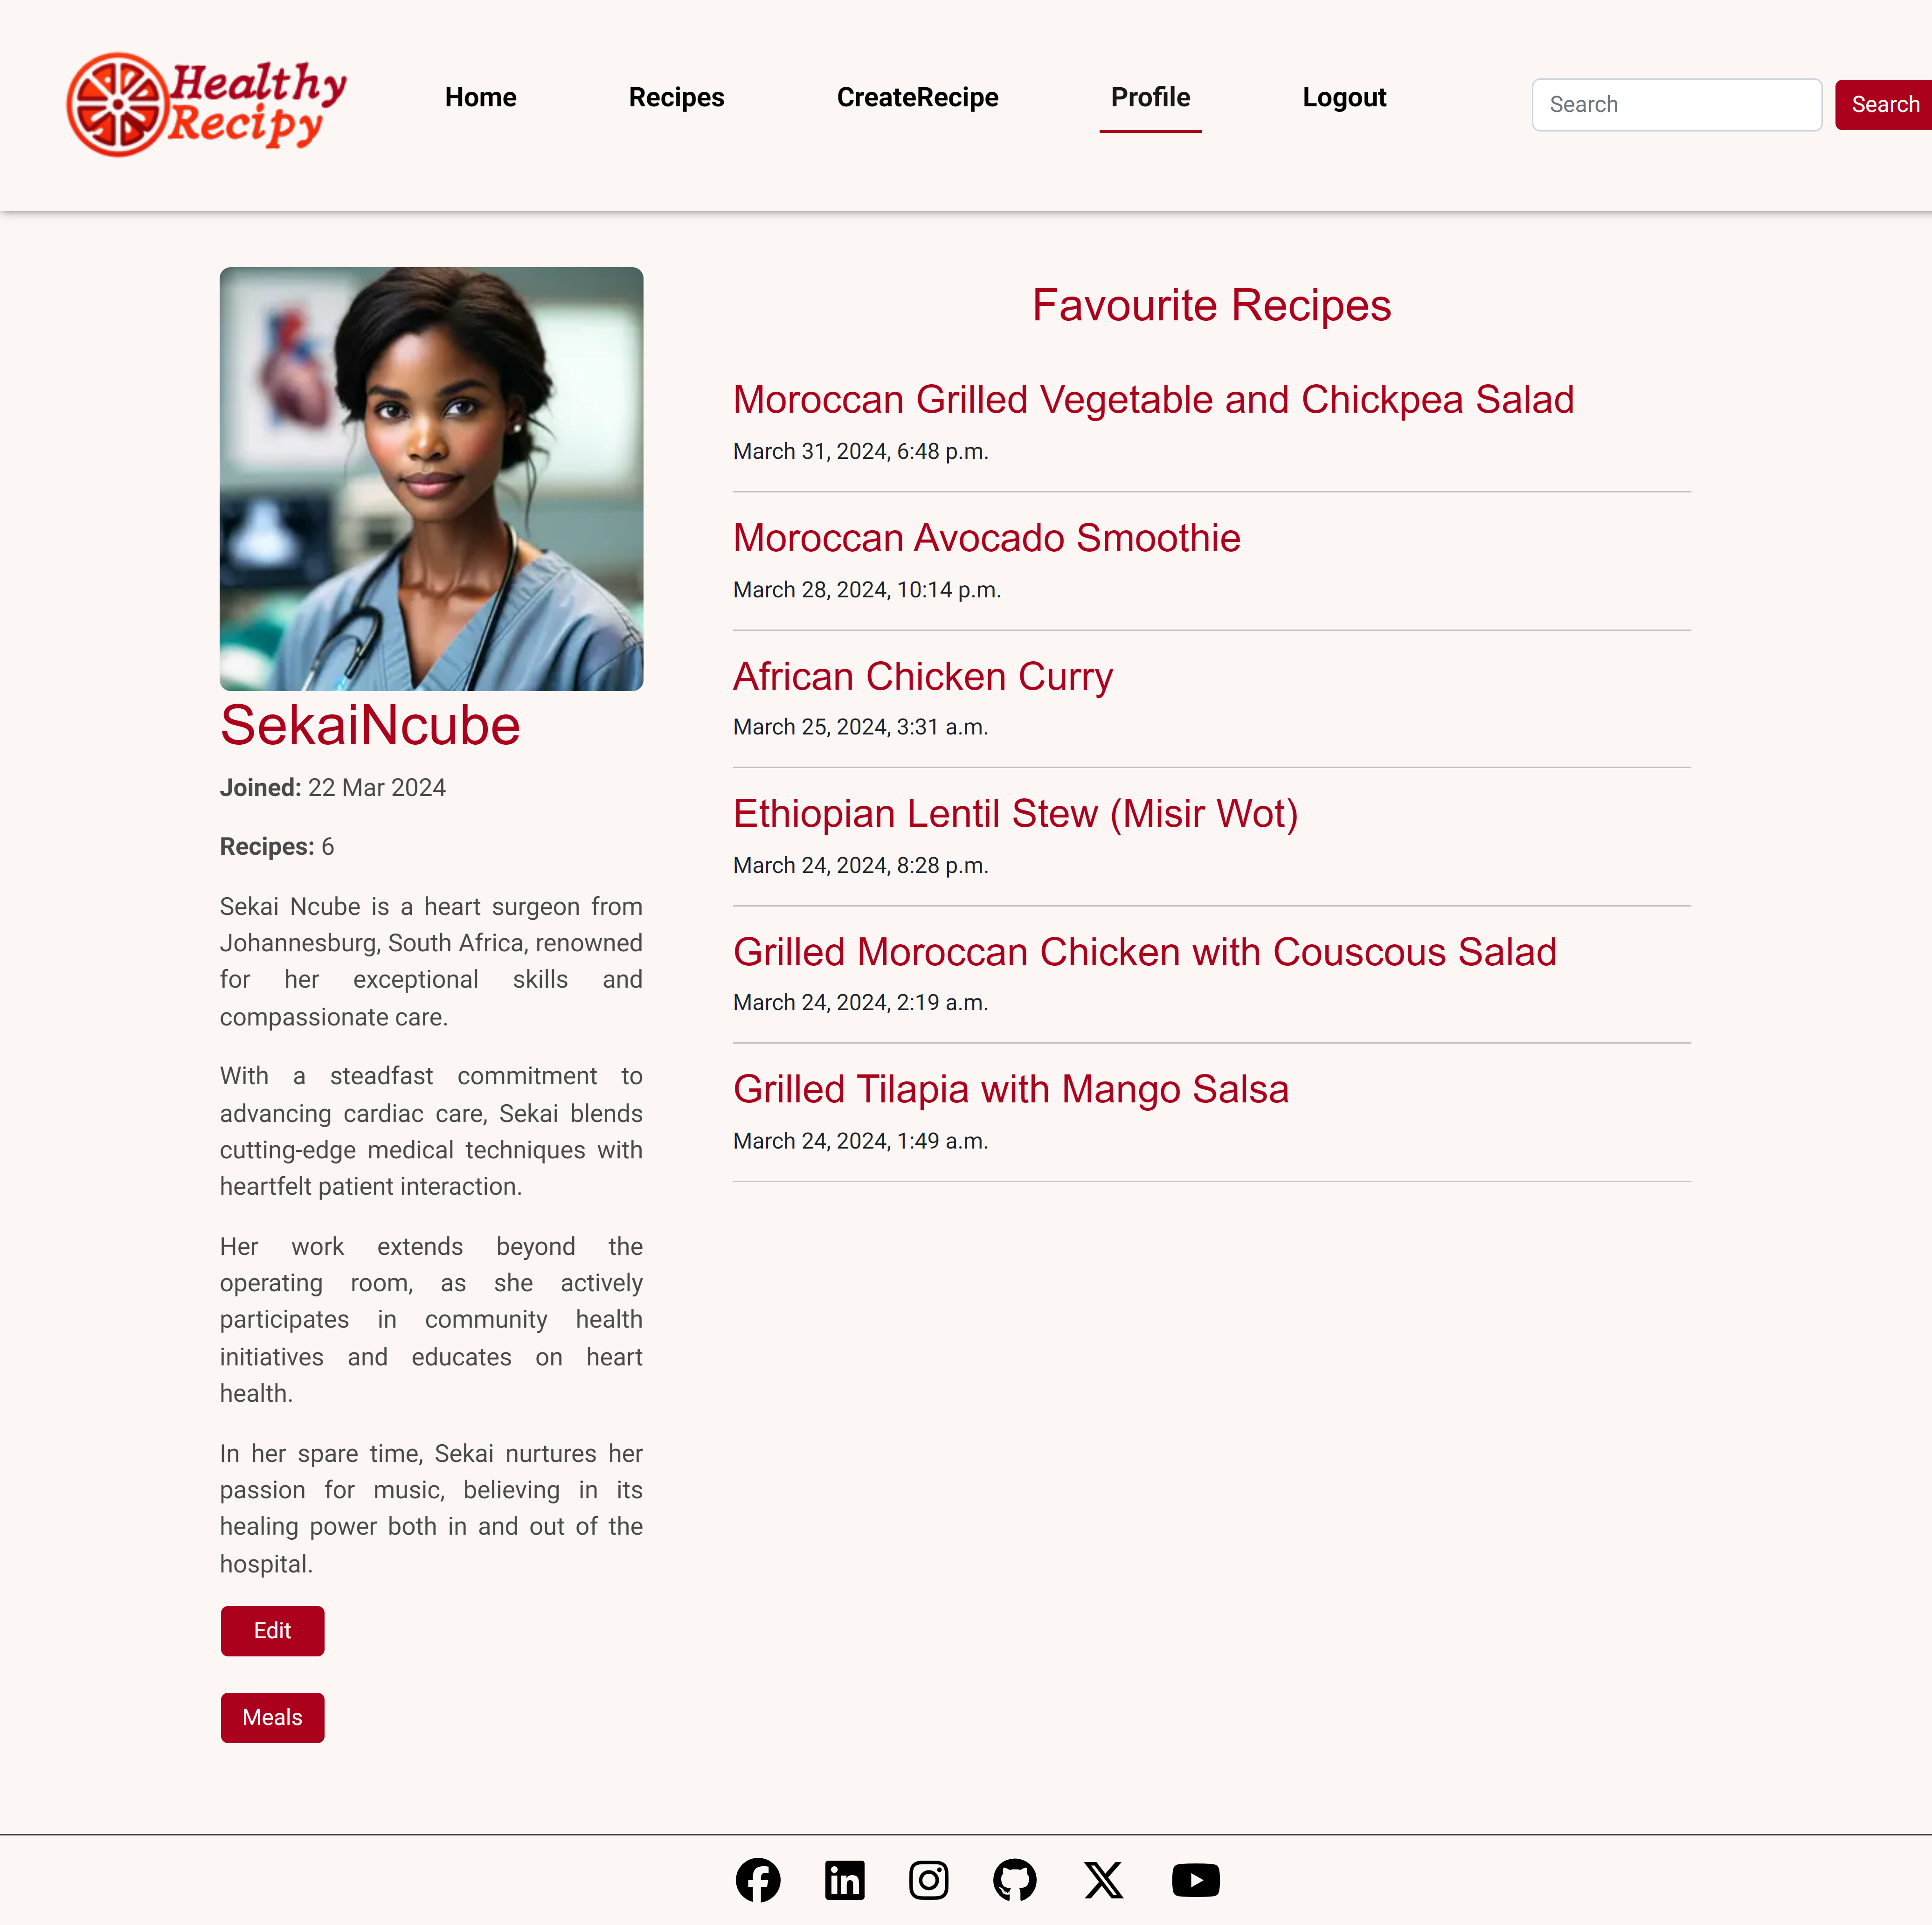 Healthy
Recipy
Home Recipes CreateRecipe Profile Logout Search Search
Favourite Recipes
Moroccan Grilled Vegetable and Chickpea Salad
March 31, 2024, 6:48 p.m.
Moroccan Avocado Smoothie
March 28, 2024, 10:14 p.m.
African Chicken Curry
March 25, 2024, 3:31 a.m.
Ethiopian Lentil Stew (Misir Wot)
March 24, 2024, 8:28 p.m.
Grilled Moroccan Chicken with Couscous Salad
March 24, 2024, 2:19 a.m.
Grilled Tilapia with Mango Salsa
March 24, 2024, 1:49 a.m.
SekaiNcube
Joined: 22 Mar 2024
Recipes: 6
Sekai Ncube is a heart surgeon from
Johannesburg, South Africa, renowned
for her exceptional skills and
compassionate care.
With a steadfast commitment to
advancing cardiac care, Sekai blends
cutting-edge medical techniques with
heartfelt patient interaction.
Her work extends beyond the
operating room, as she actively
participates in community health
initiatives and educates on heart
health.
In her spare time, Sekai nurtures her
passion for music, believing in its
healing power both in and out of the
hospital.
Edit
Meals